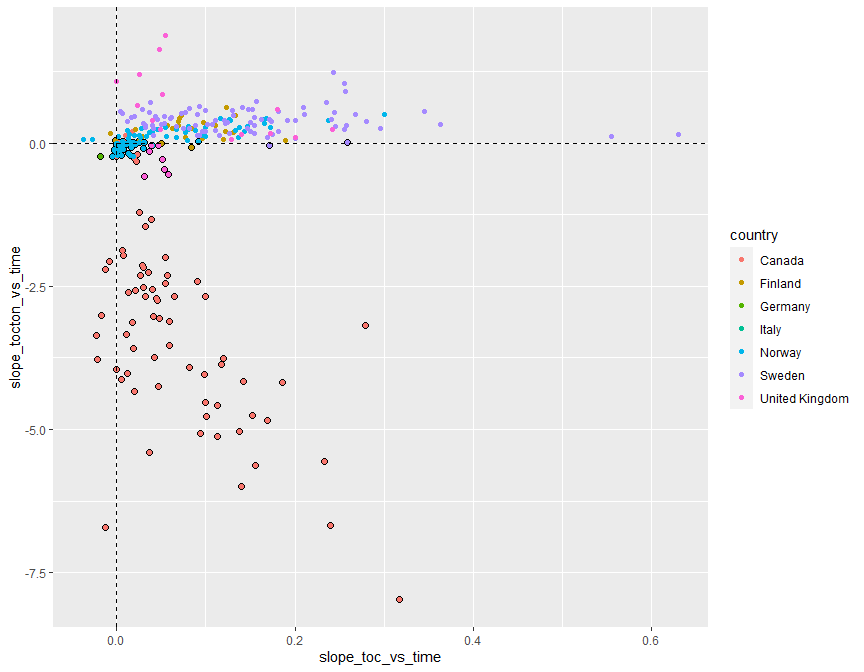 slope_tocton_vs_time
0.0
-2.5
-5.0
-7.5
0.0
0.2
0.4
0.6
slope_toc_vs_time
country
Canada
Finland
Germany
Italy
Norway
Sweden
United Kingdom